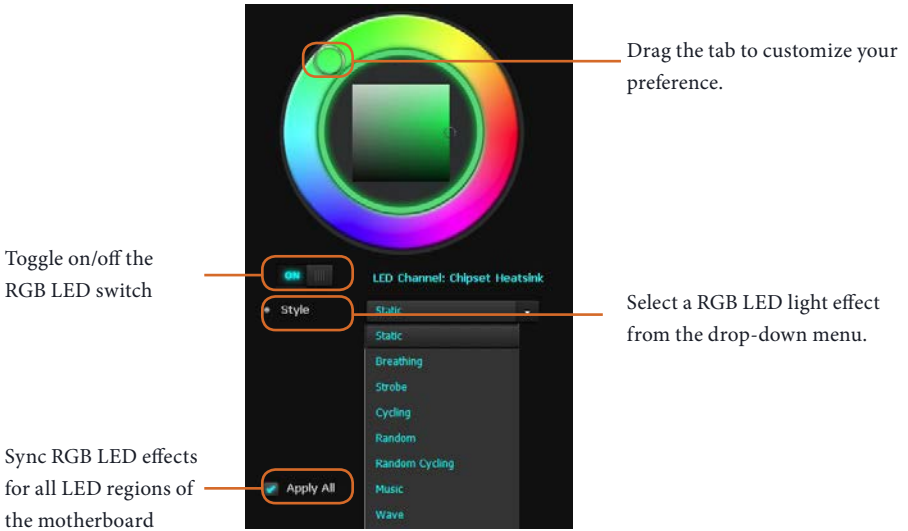 Drag the tab to customize your
preference.
Toggle on/off the
RGB LED switch
ON
LED Channel: Chipset Heatsink
Style
Static
Select a RGB LED light effect
from the drop-down menu.
Static
Breathing
Strobe
Cycling
Random
Random Cycling
Music
Wave
Sync RGB LED effects
for all LED regions of
the motherboard
Apply All